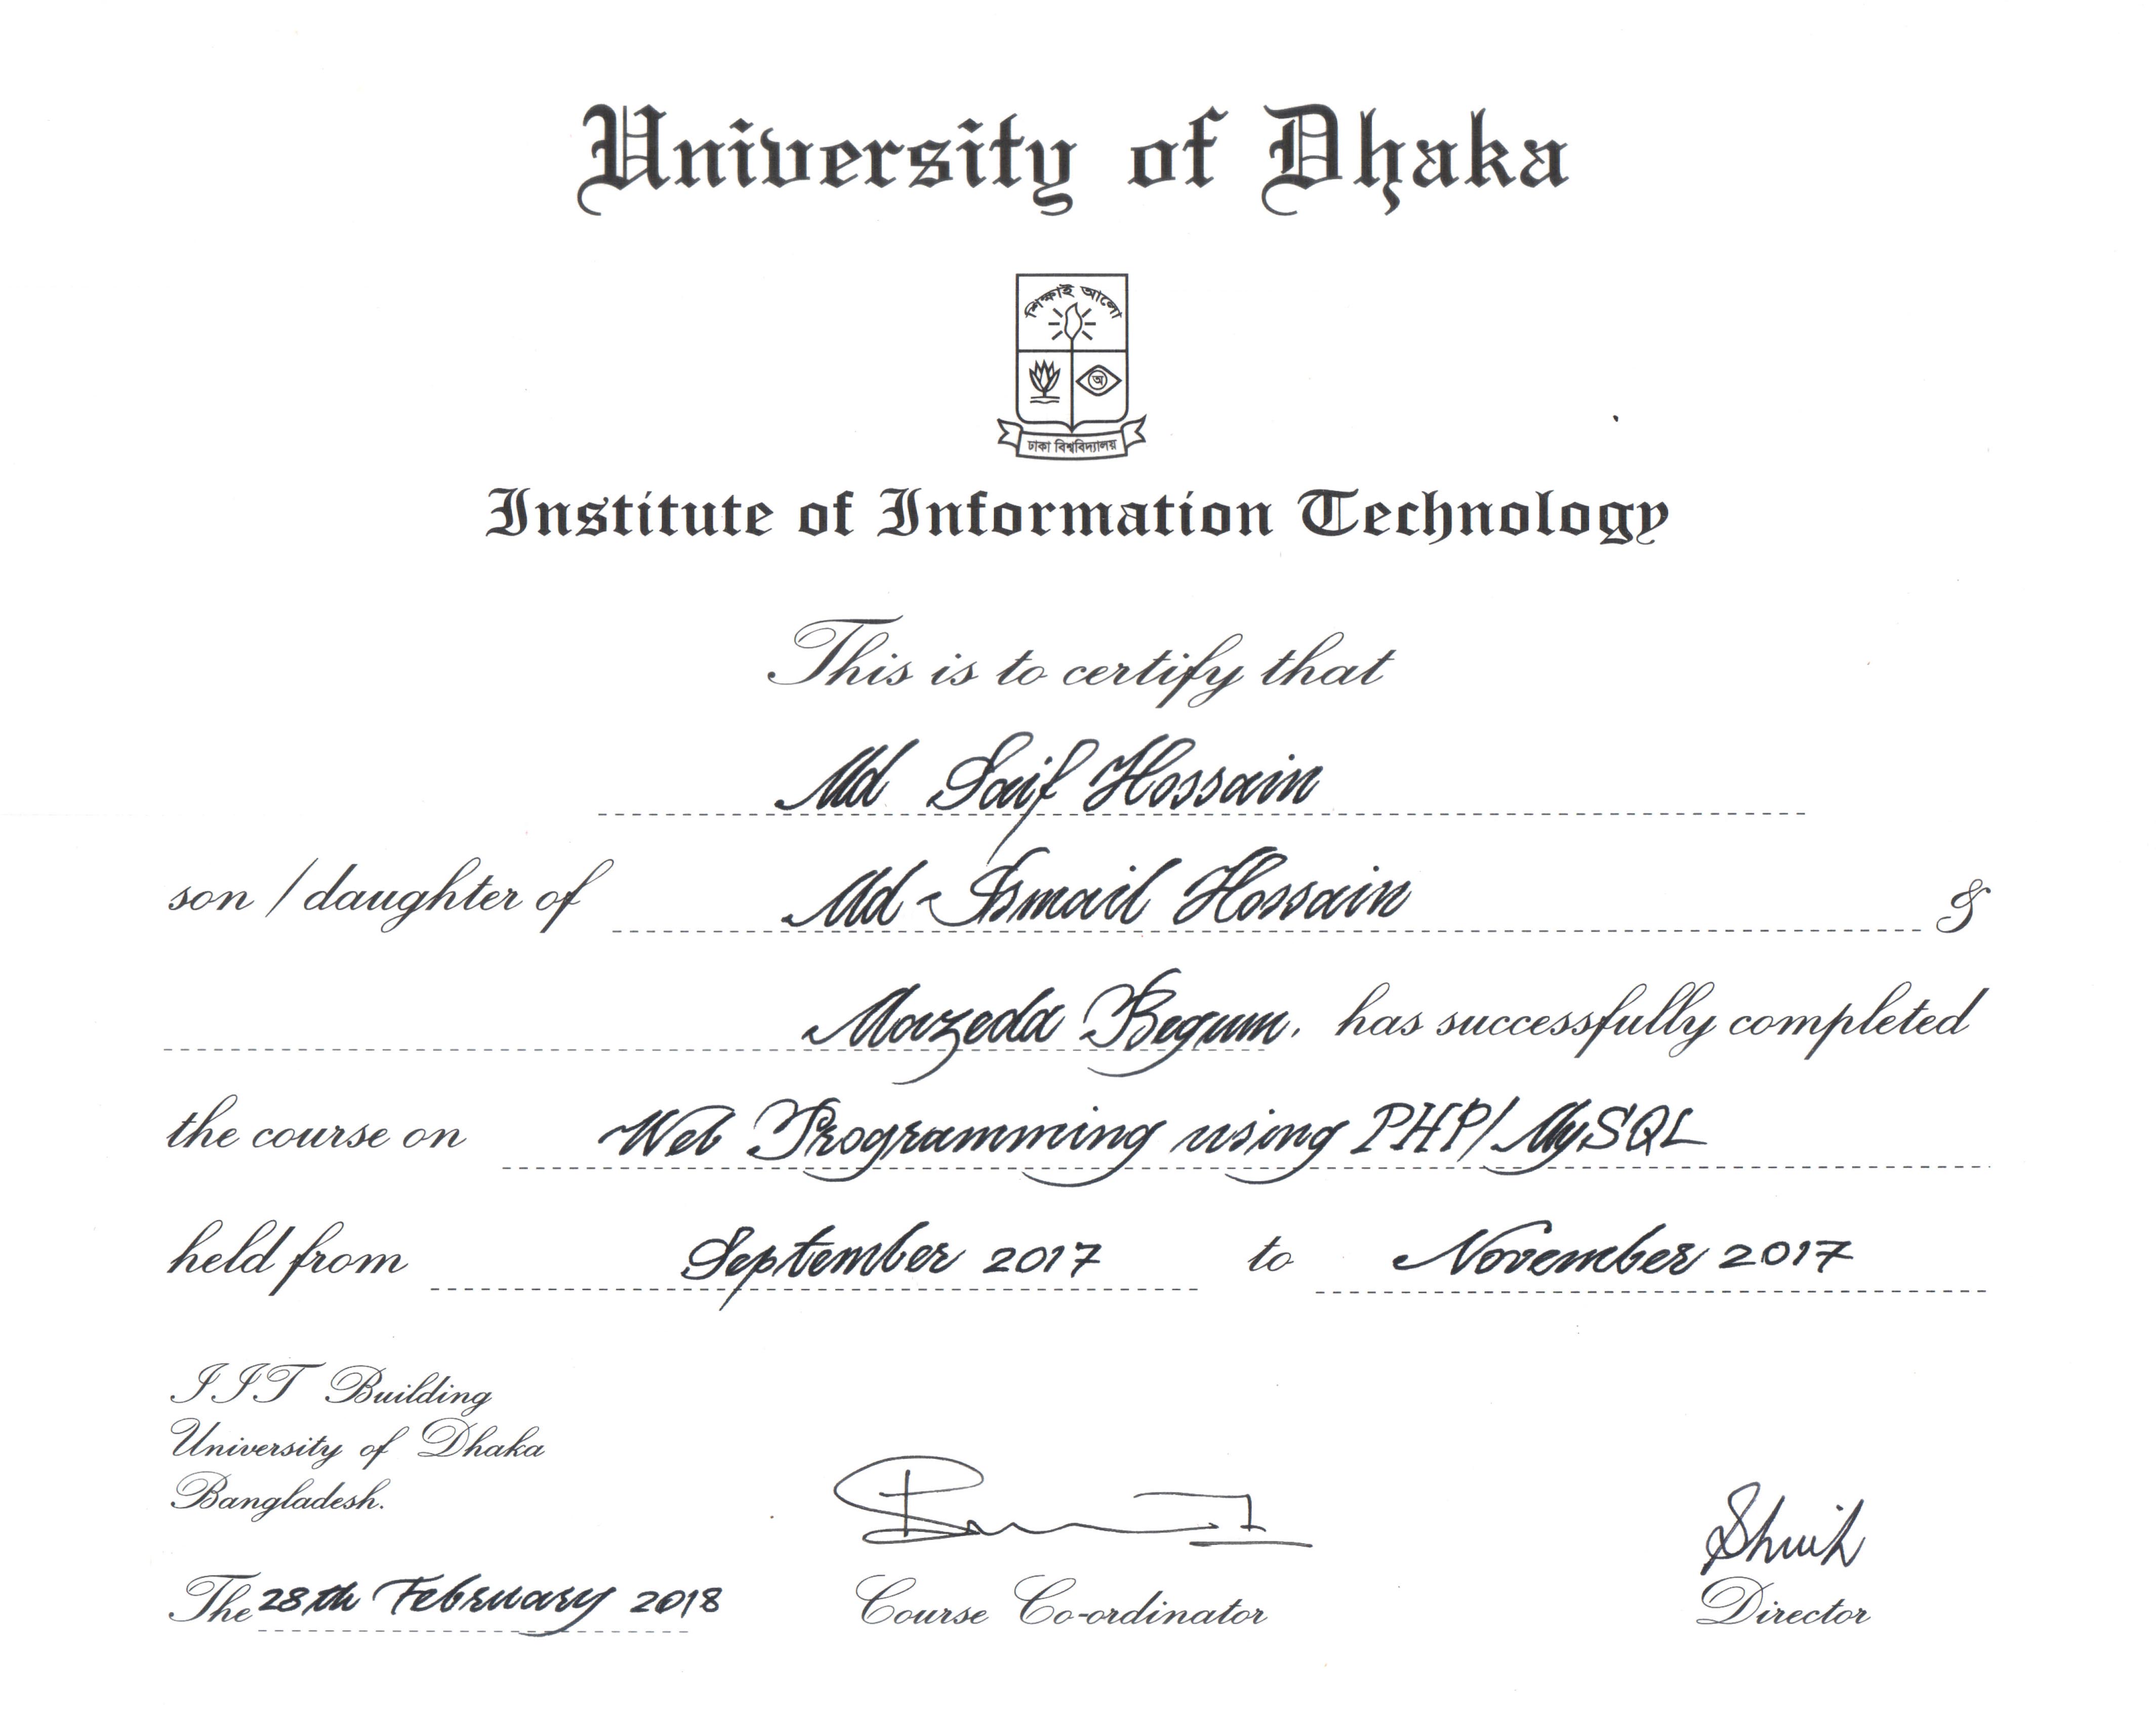 University of Dhaka
শিক্ষাই আলো
অ
ঢাকা বিশ্ববিদ্যালয়
Institute of Information Technology
This is to certify that
Md Saif Hossain
son / daughter of Md Ismail Hossain &
Mazeda Begum, has successfully completed
the course on Web Programming using PHP/MySQL
held from September 2017 to November 2017
IIT Building
University of Dhaka
Bangladesh.
The 28th February 2018
Course Co-ordinator
Director